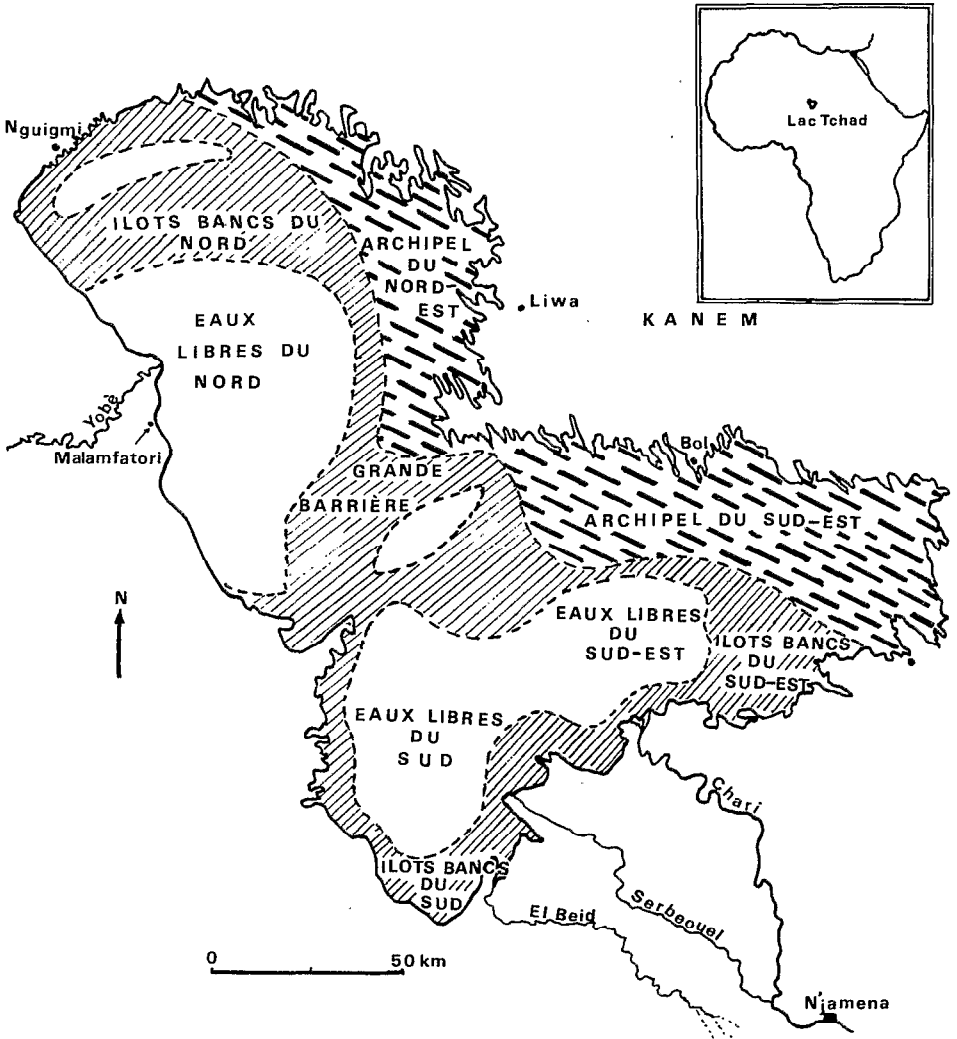 Lac Tchad
Nguigmi
ILOTS BANCS DU
NORD
ARCHIPEL
DU
NORD-
EST
Liwa
KANEM
EAUX
LIBRES DU
NORD
Yobé
Malamfatori
GRANDE
BARRIÈRE
Bol
ARCHIPEL DU SUD-EST
N
EAUX LIBRES
DU
SUD-EST
ILOTS BANCS
DU
SUD-EST
EAUX LIBRES
DU
SUD
Chari
ILOTS BANCS
DU
SUD
El Beid
Serbeouel
0 50 km
N'jamena